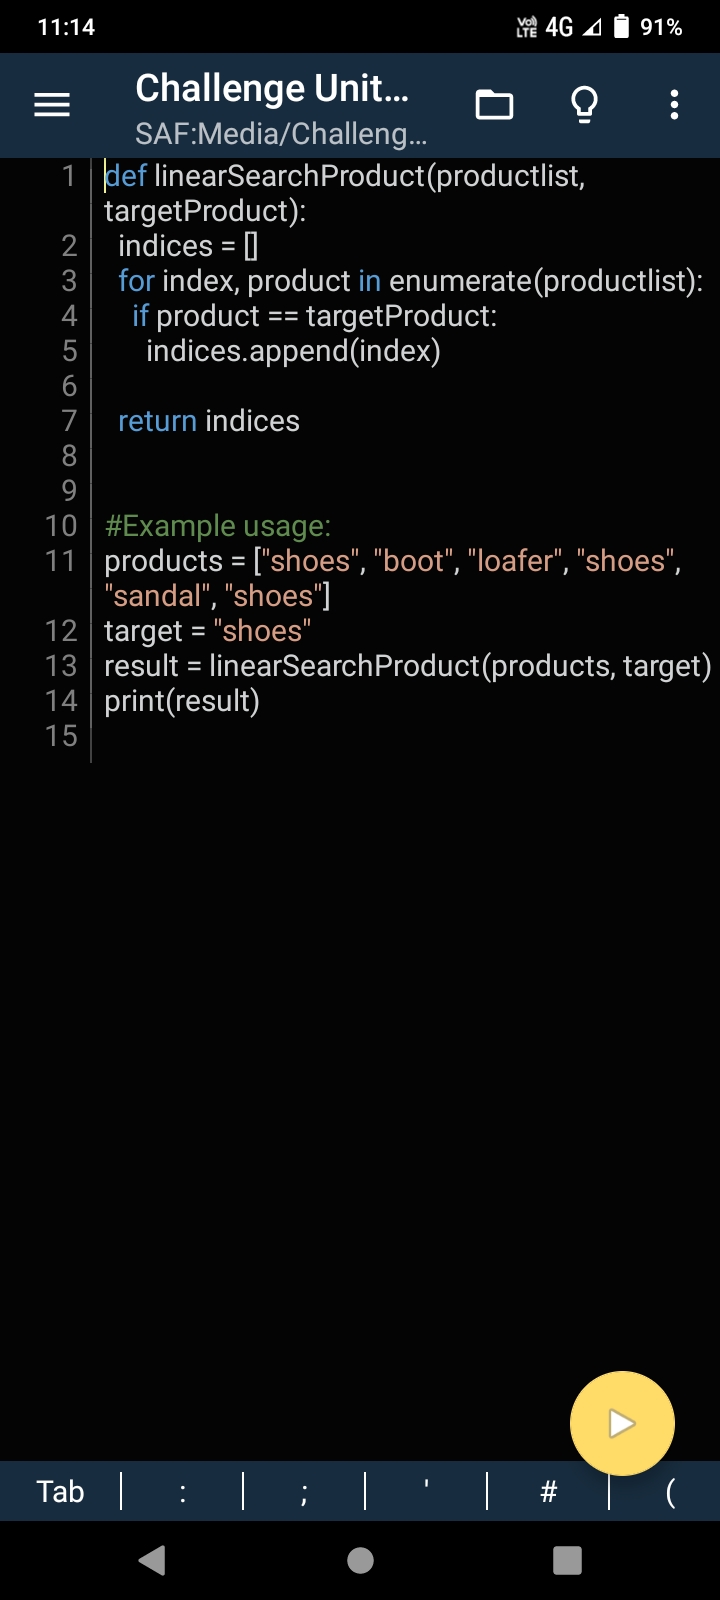 11:14 VoLTE 4G 91%
Challenge Unit...
SAF:Media/Challeng...
1 def linearSearchProduct(productlist,
targetProduct):
2 indices = []
3 for index, product in enumerate(productlist):
4 if product == targetProduct:
5 indices.append(index)
6
7 return indices
8
9
10 #Example usage:
11 products = ["shoes", "boot", "loafer", "shoes",
"sandal", "shoes"]
12 target = "shoes"
13 result = linearSearchProduct(products, target)
14 print(result)
15
Tab : ; ' # (